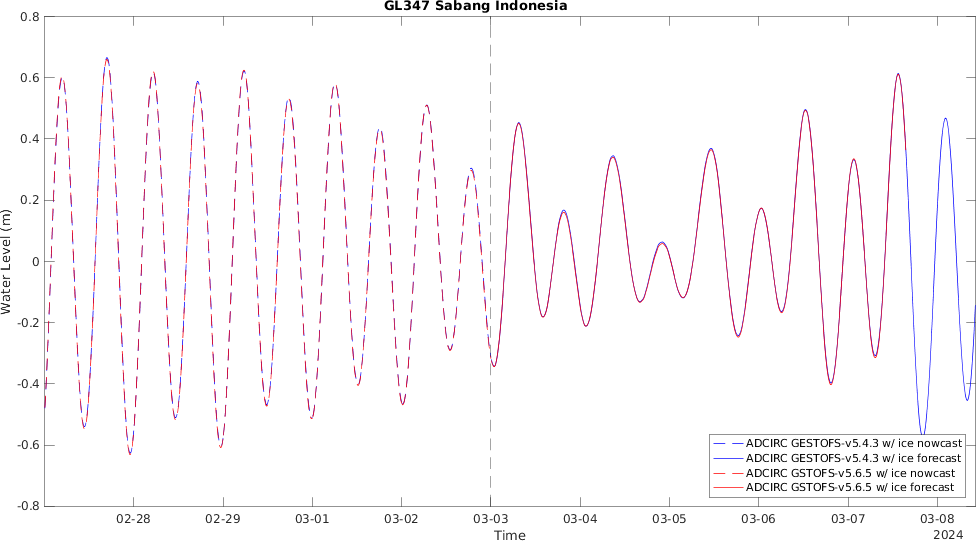 GL347 Sabang Indonesia
0.8
0.6
0.4
0.2
0
-0.2
-0.4
-0.6
-0.8
Water Level (m)
ADCIRC GESTOFS-v5.4.3 w/ ice nowcast
ADCIRC GESTOFS-v5.4.3 w/ ice forecast
ADCIRC GSTOFS-v5.6.5 w/ ice nowcast
ADCIRC GSTOFS-v5.6.5 w/ ice forecast
02-28 02-29 03-01 03-02 03-03 03-04 03-05 03-06 03-07 03-08
Time
2024